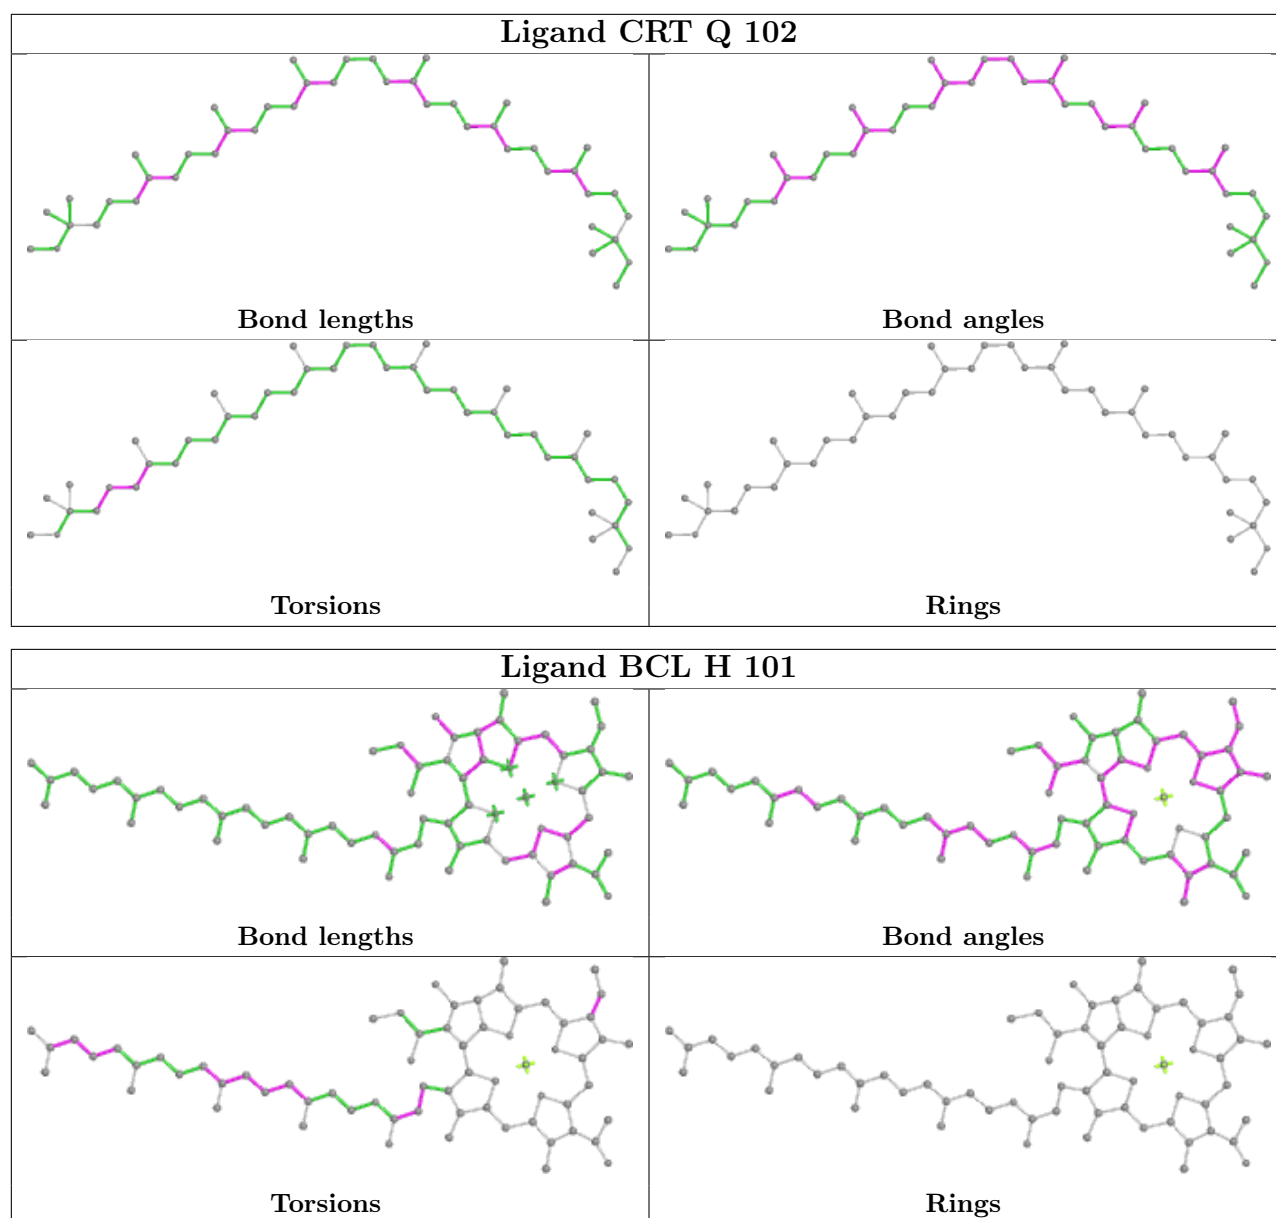 Ligand CRT Q 102
Bond lengths
Bond angles
Torsions
Rings
Ligand BCL H 101
Bond lengths
Bond angles
Torsions
Rings